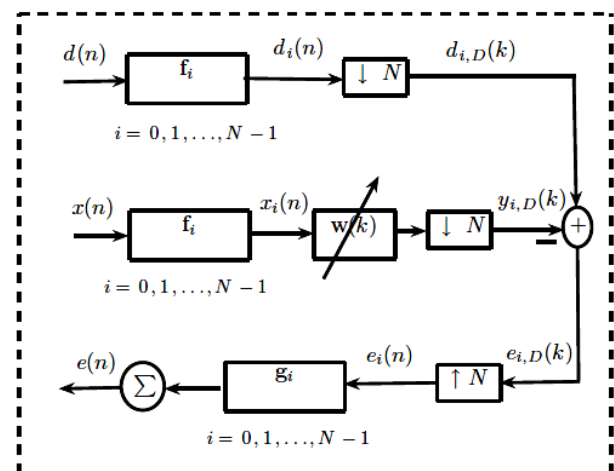 d(n) f_i d_i(n) ↓ N d_{i,D}(k)
i = 0, 1, . . . , N − 1
x(n) f_i x_i(n) w(k) ↓ N y_{i,D}(k) +
−
i = 0, 1, . . . , N − 1
e(n) ∑ g_i e_i(n) ↑ N e_{i,D}(k)
i = 0, 1, . . . , N − 1